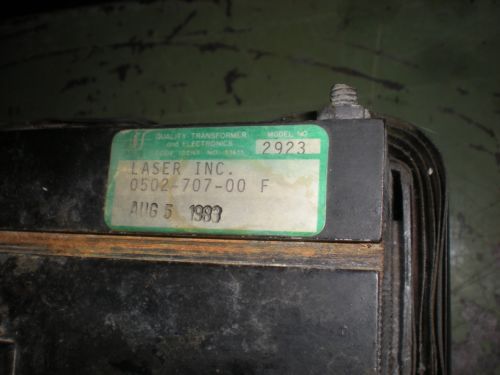 QUALITY TRANSFORMER
and ELECTRONICS
MODEL NO.
2923
LASER INC.
0502-707-00 F
AUG 5 1983